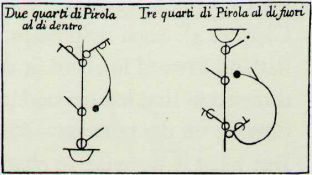 Due quarti di Pirola
al di dentro
Tre quarti di Pirola al di fuori